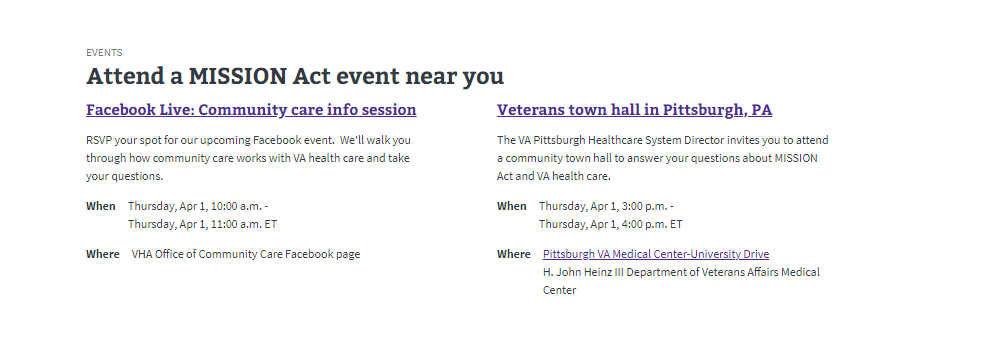 EVENTS
Attend a MISSION Act event near you
Facebook Live: Community care info session
RSVP your spot for our upcoming Facebook event.  We'll walk you
through how community care works with VA health care and take
your questions.
When Thursday, Apr 1, 10:00 a.m. -
Thursday, Apr 1, 11:00 a.m. ET
Where VHA Office of Community Care Facebook page
Veterans town hall in Pittsburgh, PA
The VA Pittsburgh Healthcare System Director invites you to attend
a community town hall to answer your questions about MISSION
Act and VA health care.
When Thursday, Apr 1, 3:00 p.m. -
Thursday, Apr 1, 4:00 p.m. ET
Where Pittsburgh VA Medical Center-University Drive
H. John Heinz III Department of Veterans Affairs Medical
Center